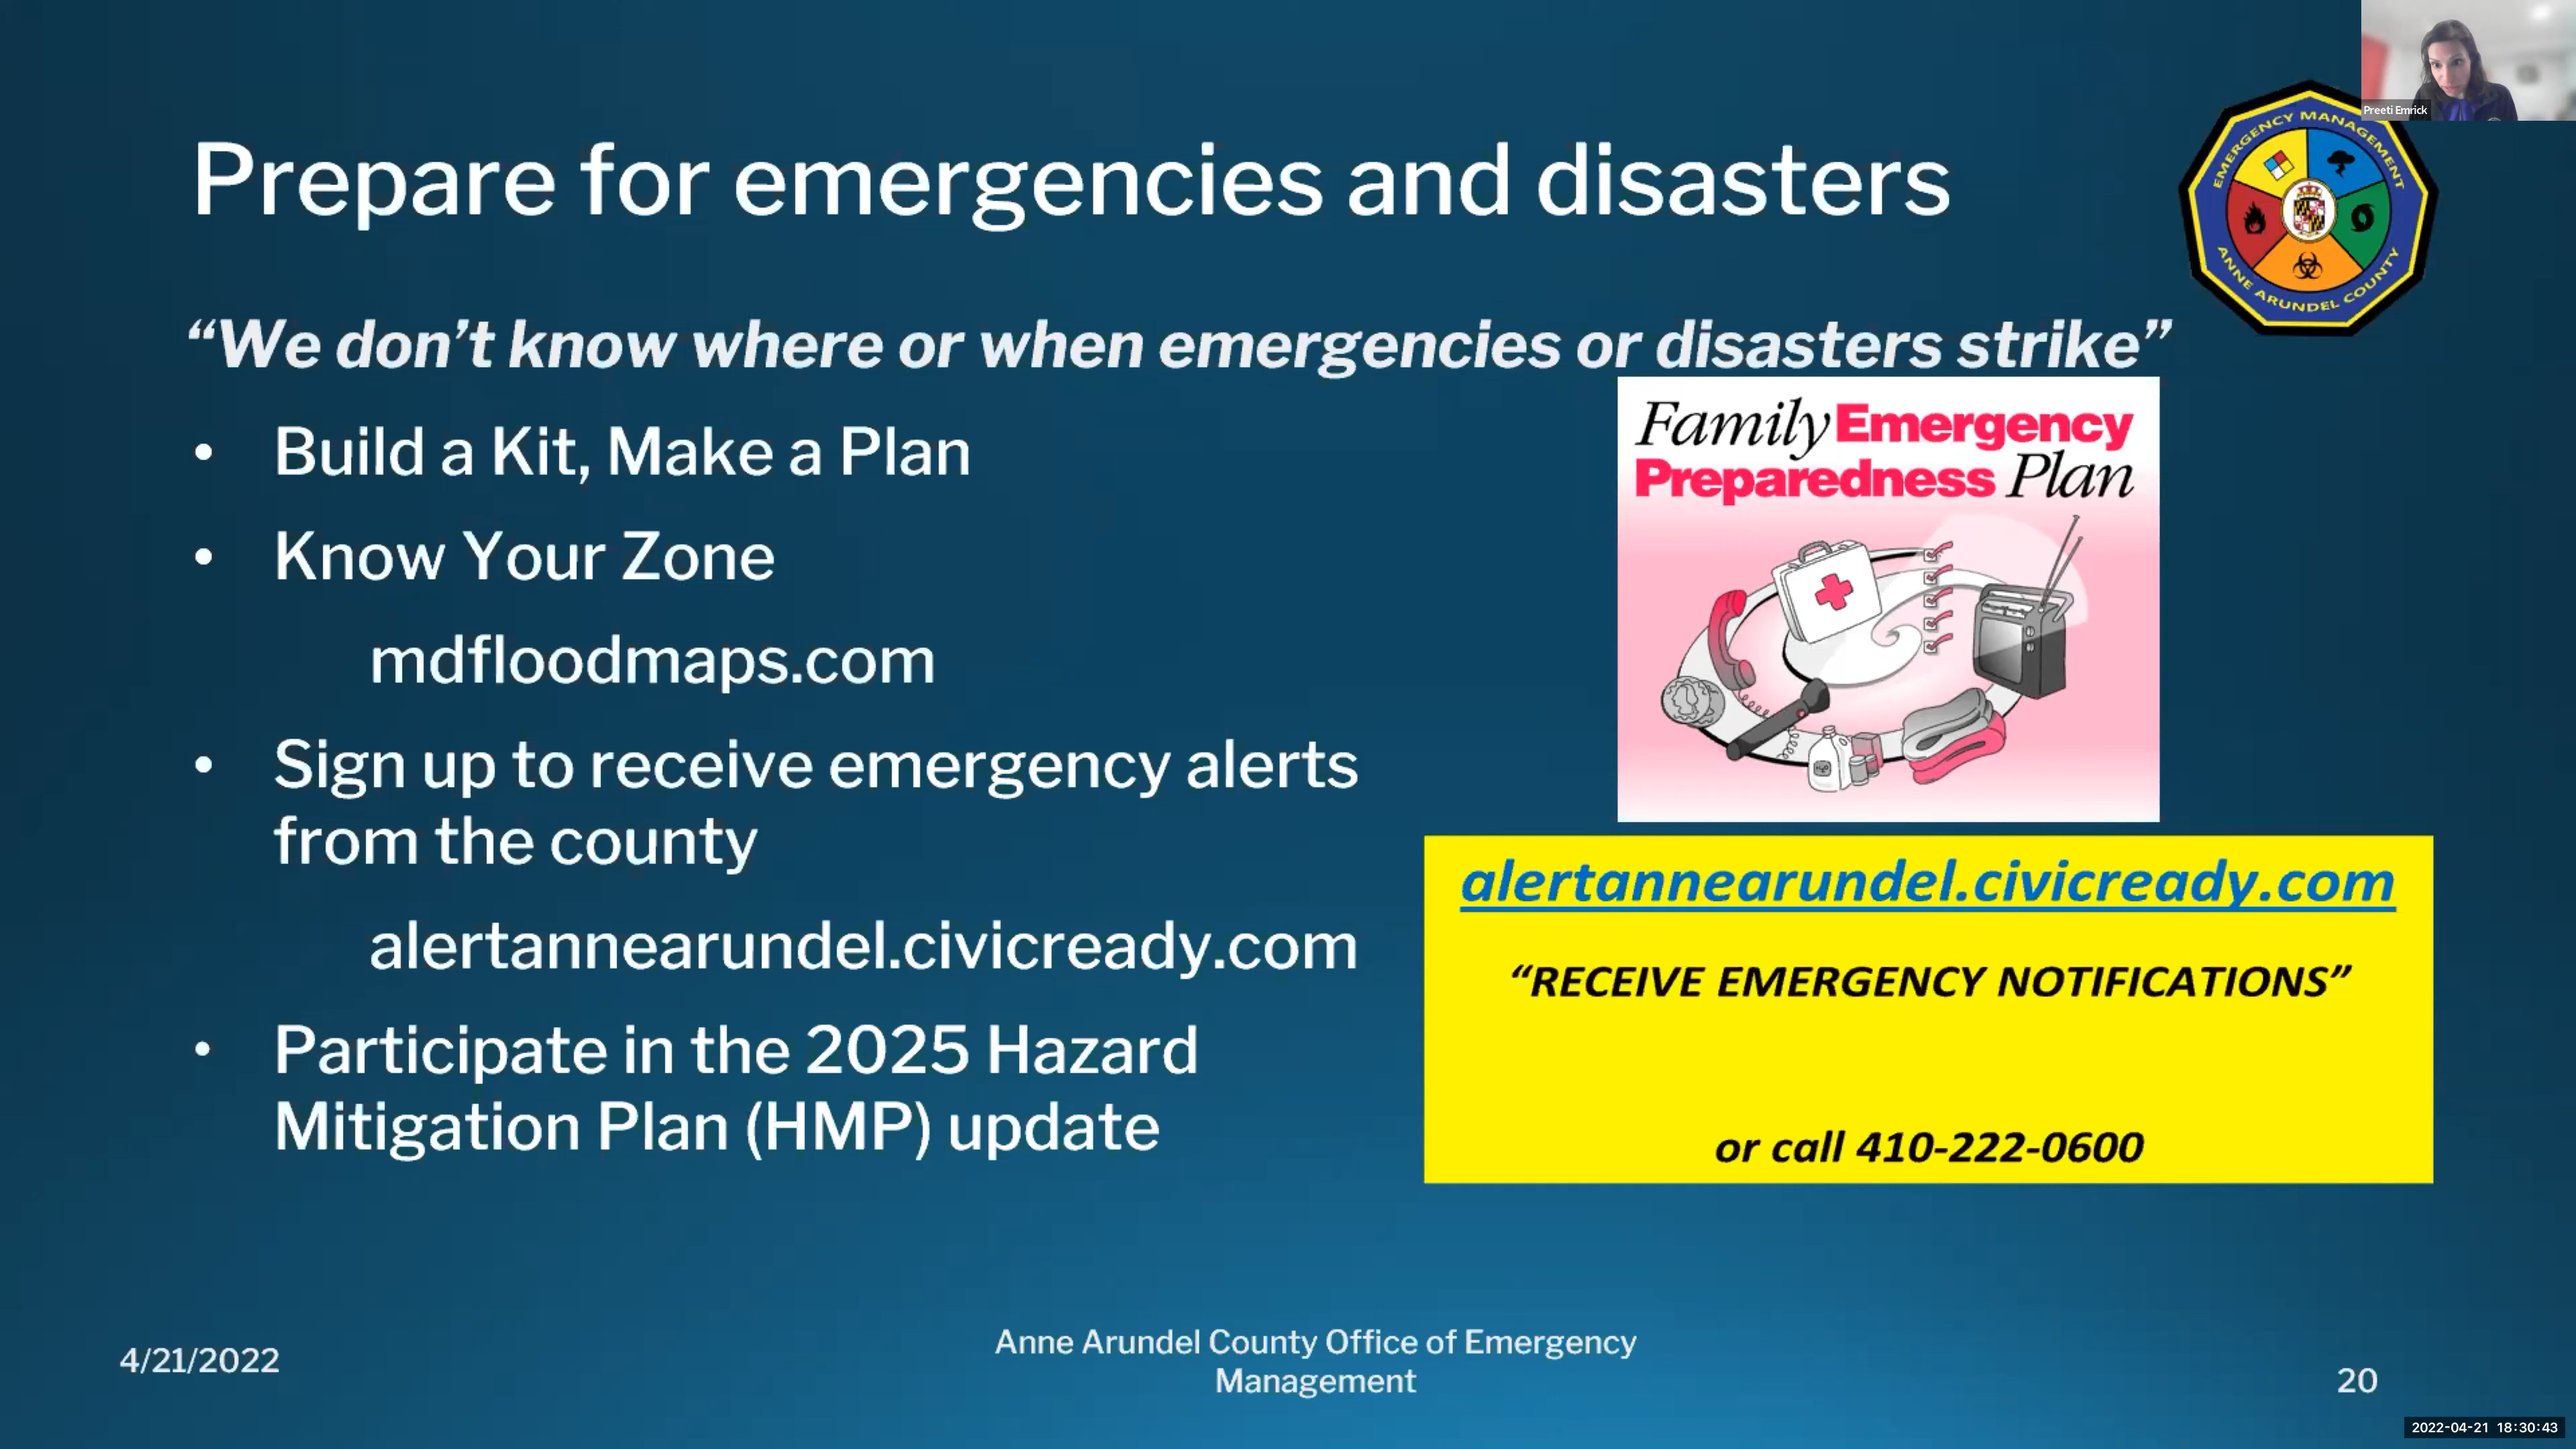 Preeti Emrick
Prepare for emergencies and disasters
EMERGENCY MANAGEMENT
ANNE ARUNDEL COUNTY
“We don’t know where or when emergencies or disasters strike”
• Build a Kit, Make a Plan
• Know Your Zone
mdfloodmaps.com
• Sign up to receive emergency alerts
from the county
alertannearundel.civicready.com
• Participate in the 2025 Hazard
Mitigation Plan (HMP) update
Family Emergency
Preparedness Plan
H2O
alertannearundel.civicready.com
“RECEIVE EMERGENCY NOTIFICATIONS”
or call 410-222-0600
4/21/2022
Anne Arundel County Office of Emergency
Management
20
2022-04-21 18:30:43